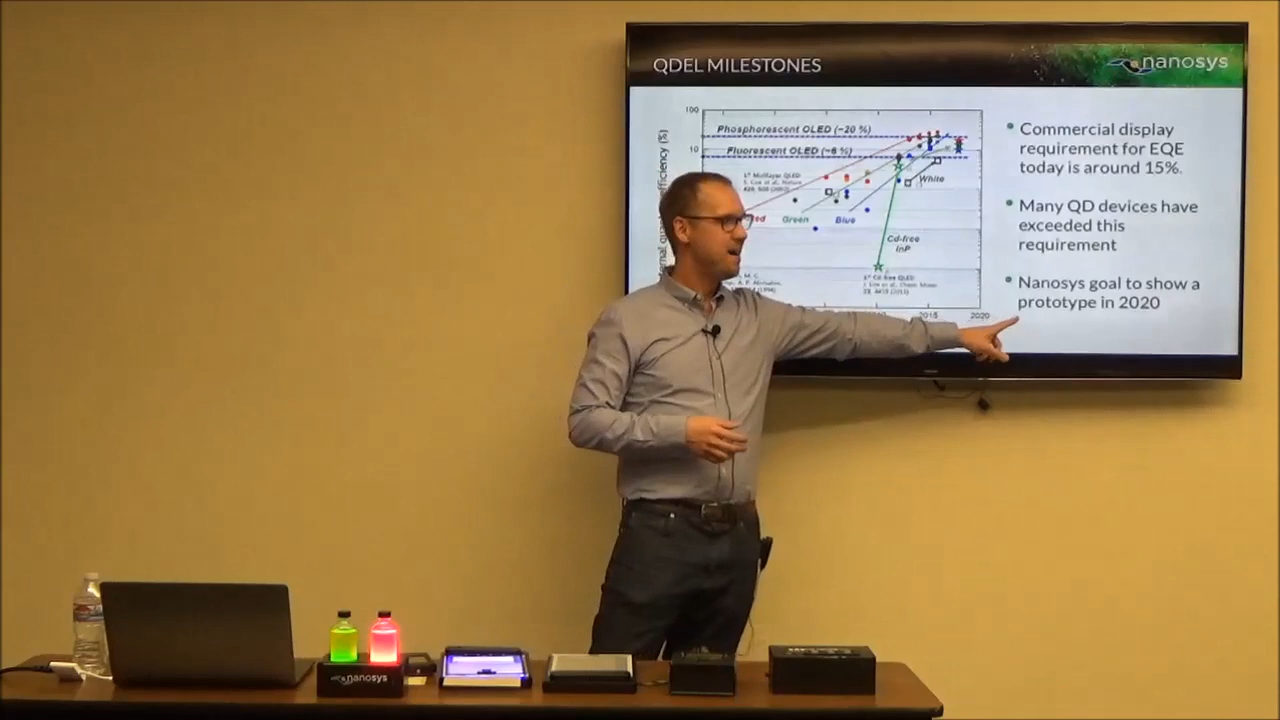 QDEL MILESTONES
nanosys
100
Phosphorescent OLED (~20 %)
10
Fluorescent OLED (~6 %)
White
Green
Blue
Cd-free
InP
2015
2020
Commercial display
requirement for EQE
today is around 15%.
Many QD devices have
exceeded this
requirement
Nanosys goal to show a
prototype in 2020
nanosys